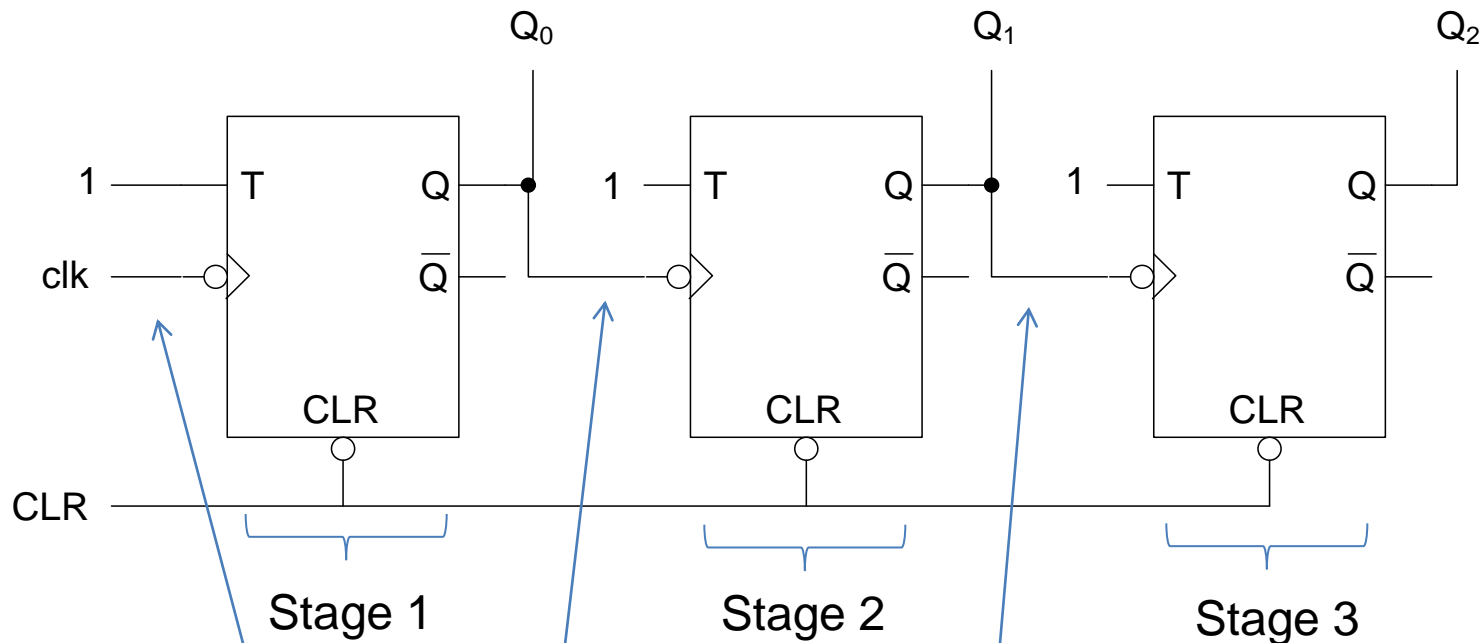 Q₀ Q₁ Q₂
1 T Q 1 T Q 1 T Q
clk Q̅ Q̅ Q̅
CLR CLR CLR
CLR
Stage 1 Stage 2 Stage 3